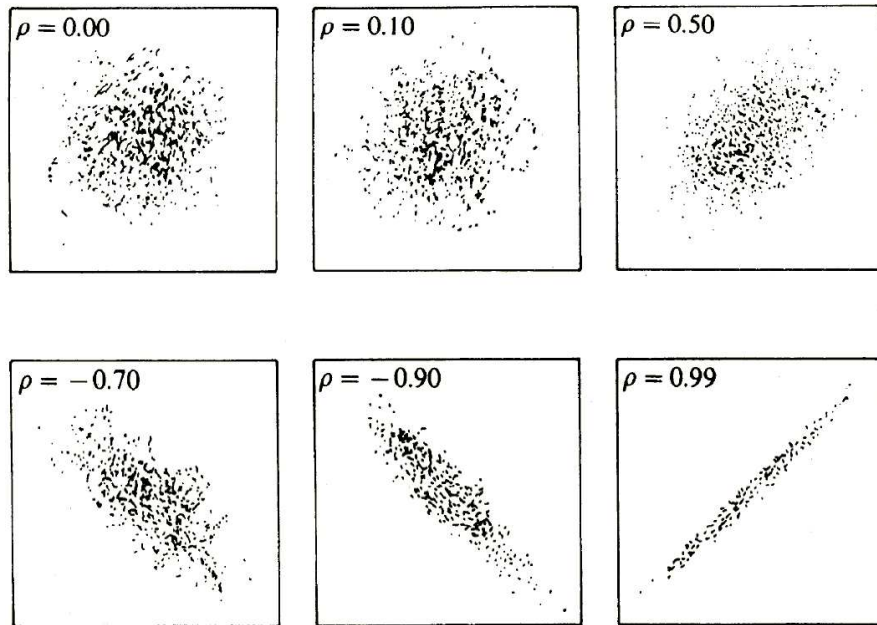 ρ = 0.00
ρ = 0.10
ρ = 0.50
ρ = −0.70
ρ = −0.90
ρ = 0.99